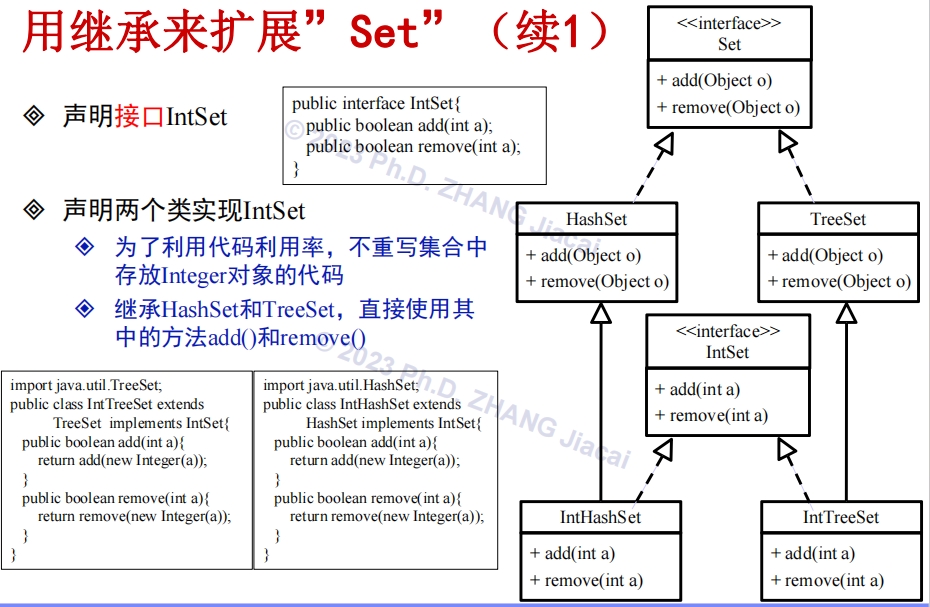 用继承来扩展”Set”（续1）
声明接口IntSet
public interface IntSet{
public boolean add(int a);
public boolean remove(int a);
}
声明两个类实现IntSet
为了利用代码利用率，不重写集合中
存放Integer对象的代码
继承HashSet和TreeSet，直接使用其
中的方法add()和remove()
import java.util.TreeSet;
public class IntTreeSet extends
TreeSet implements IntSet{
public boolean add(int a){
return add(new Integer(a));
}
public boolean remove(int a){
return remove(new Integer(a));
}
}
import java.util.HashSet;
public class IntHashSet extends
HashSet implements IntSet{
public boolean add(int a){
return add(new Integer(a));
}
public boolean remove(int a){
return remove(new Integer(a));
}
}
<<interface>>
Set
+ add(Object o)
+ remove(Object o)
HashSet
+ add(Object o)
+ remove(Object o)
TreeSet
+ add(Object o)
+ remove(Object o)
<<interface>>
IntSet
+ add(int a)
+ remove(int a)
IntHashSet
+ add(int a)
+ remove(int a)
IntTreeSet
+ add(int a)
+ remove(int a)
© 2023 Ph.D. ZHANG Jiacai
© 2023 Ph.D. ZHANG Jiacai